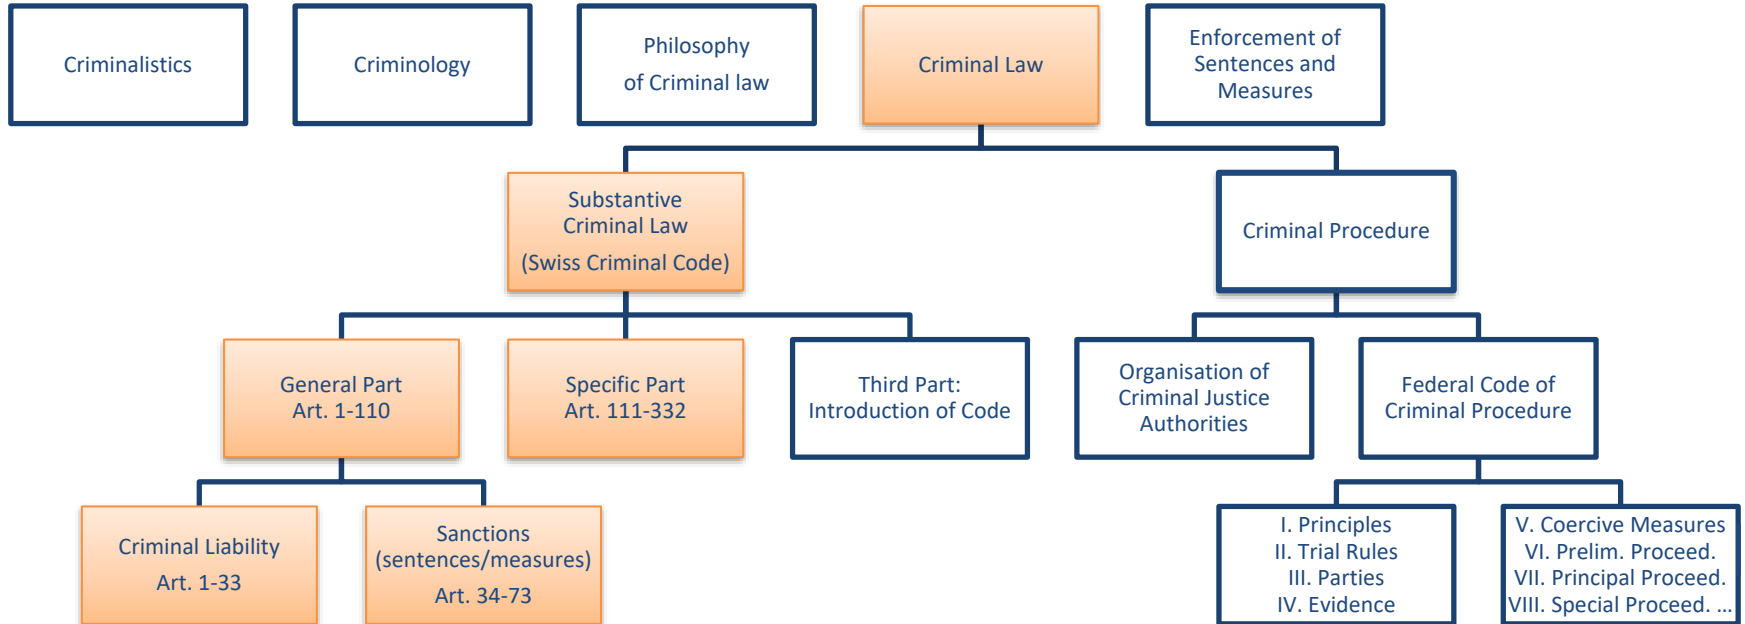 Criminalistics
Criminology
Philosophy
of Criminal law
Criminal Law
Enforcement of
Sentences and
Measures
Substantive
Criminal Law
(Swiss Criminal Code)
Criminal Procedure
General Part
Art. 1-110
Specific Part
Art. 111-332
Third Part:
Introduction of Code
Organisation of
Criminal Justice
Authorities
Federal Code of
Criminal Procedure
Criminal Liability
Art. 1-33
Sanctions
(sentences/measures)
Art. 34-73
I. Principles
II. Trial Rules
III. Parties
IV. Evidence
V. Coercive Measures
VI. Prelim. Proceed.
VII. Principal Proceed.
VIII. Special Proceed. ...